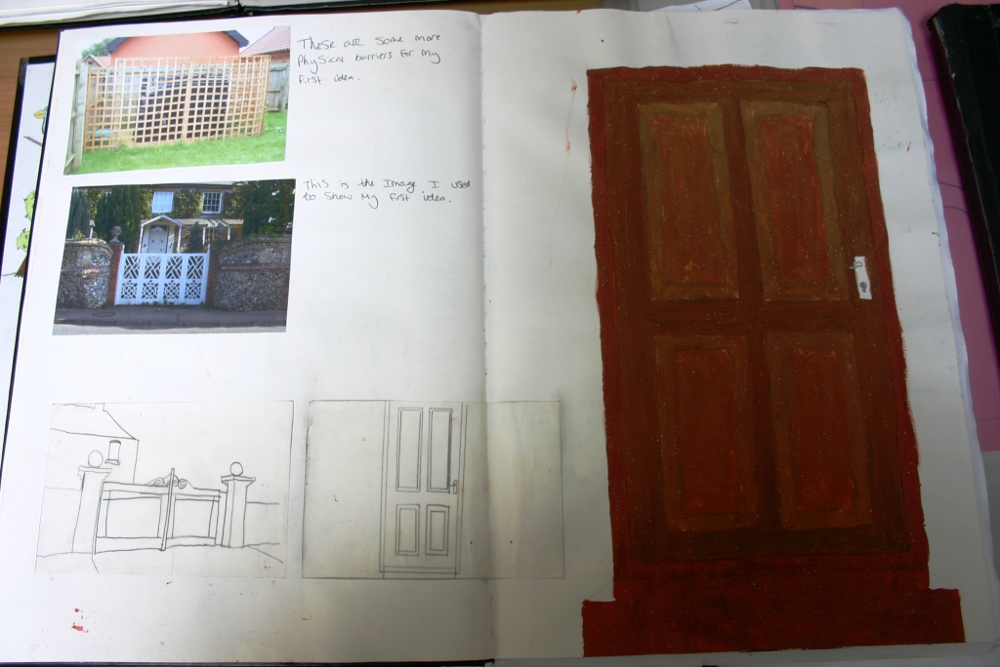 These are some more
Physical barriers for my
first idea.
This is the Image I used
to show My first idea.